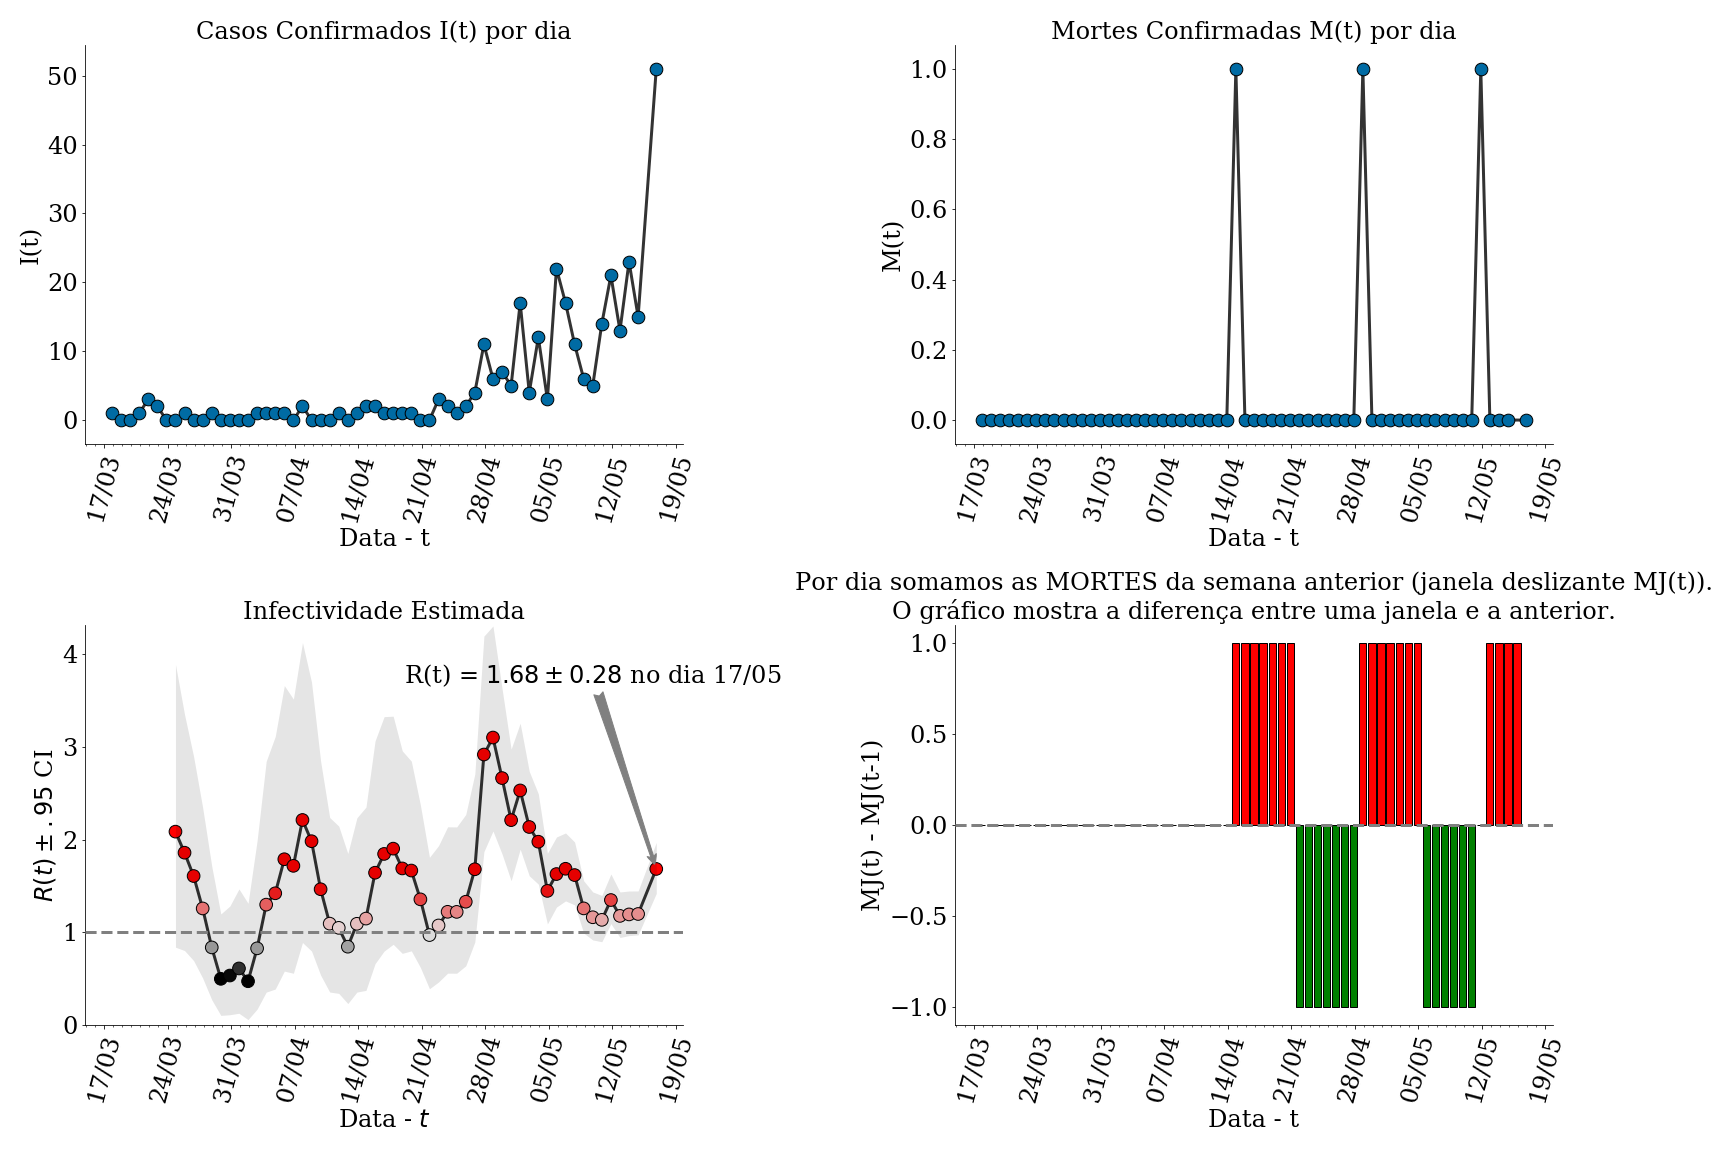 Casos Confirmados I(t) por dia
I(t)
50
40
30
20
10
0
17/03 24/03 31/03 07/04 14/04 21/04 28/04 05/05 12/05 19/05
Data - t
Mortes Confirmadas M(t) por dia
M(t)
1.0
0.8
0.6
0.4
0.2
0.0
17/03 24/03 31/03 07/04 14/04 21/04 28/04 05/05 12/05 19/05
Data - t
Infectividade Estimada
R(t) ± .95 CI
4
3
2
1
0
R(t) = 1.68 ± 0.28 no dia 17/05
17/03 24/03 31/03 07/04 14/04 21/04 28/04 05/05 12/05 19/05
Data - t
Por dia somamos as MORTES da semana anterior (janela deslizante MJ(t)).
O gráfico mostra a diferença entre uma janela e a anterior.
MJ(t) - MJ(t-1)
1.0
0.5
0.0
−0.5
−1.0
17/03 24/03 31/03 07/04 14/04 21/04 28/04 05/05 12/05 19/05
Data - t